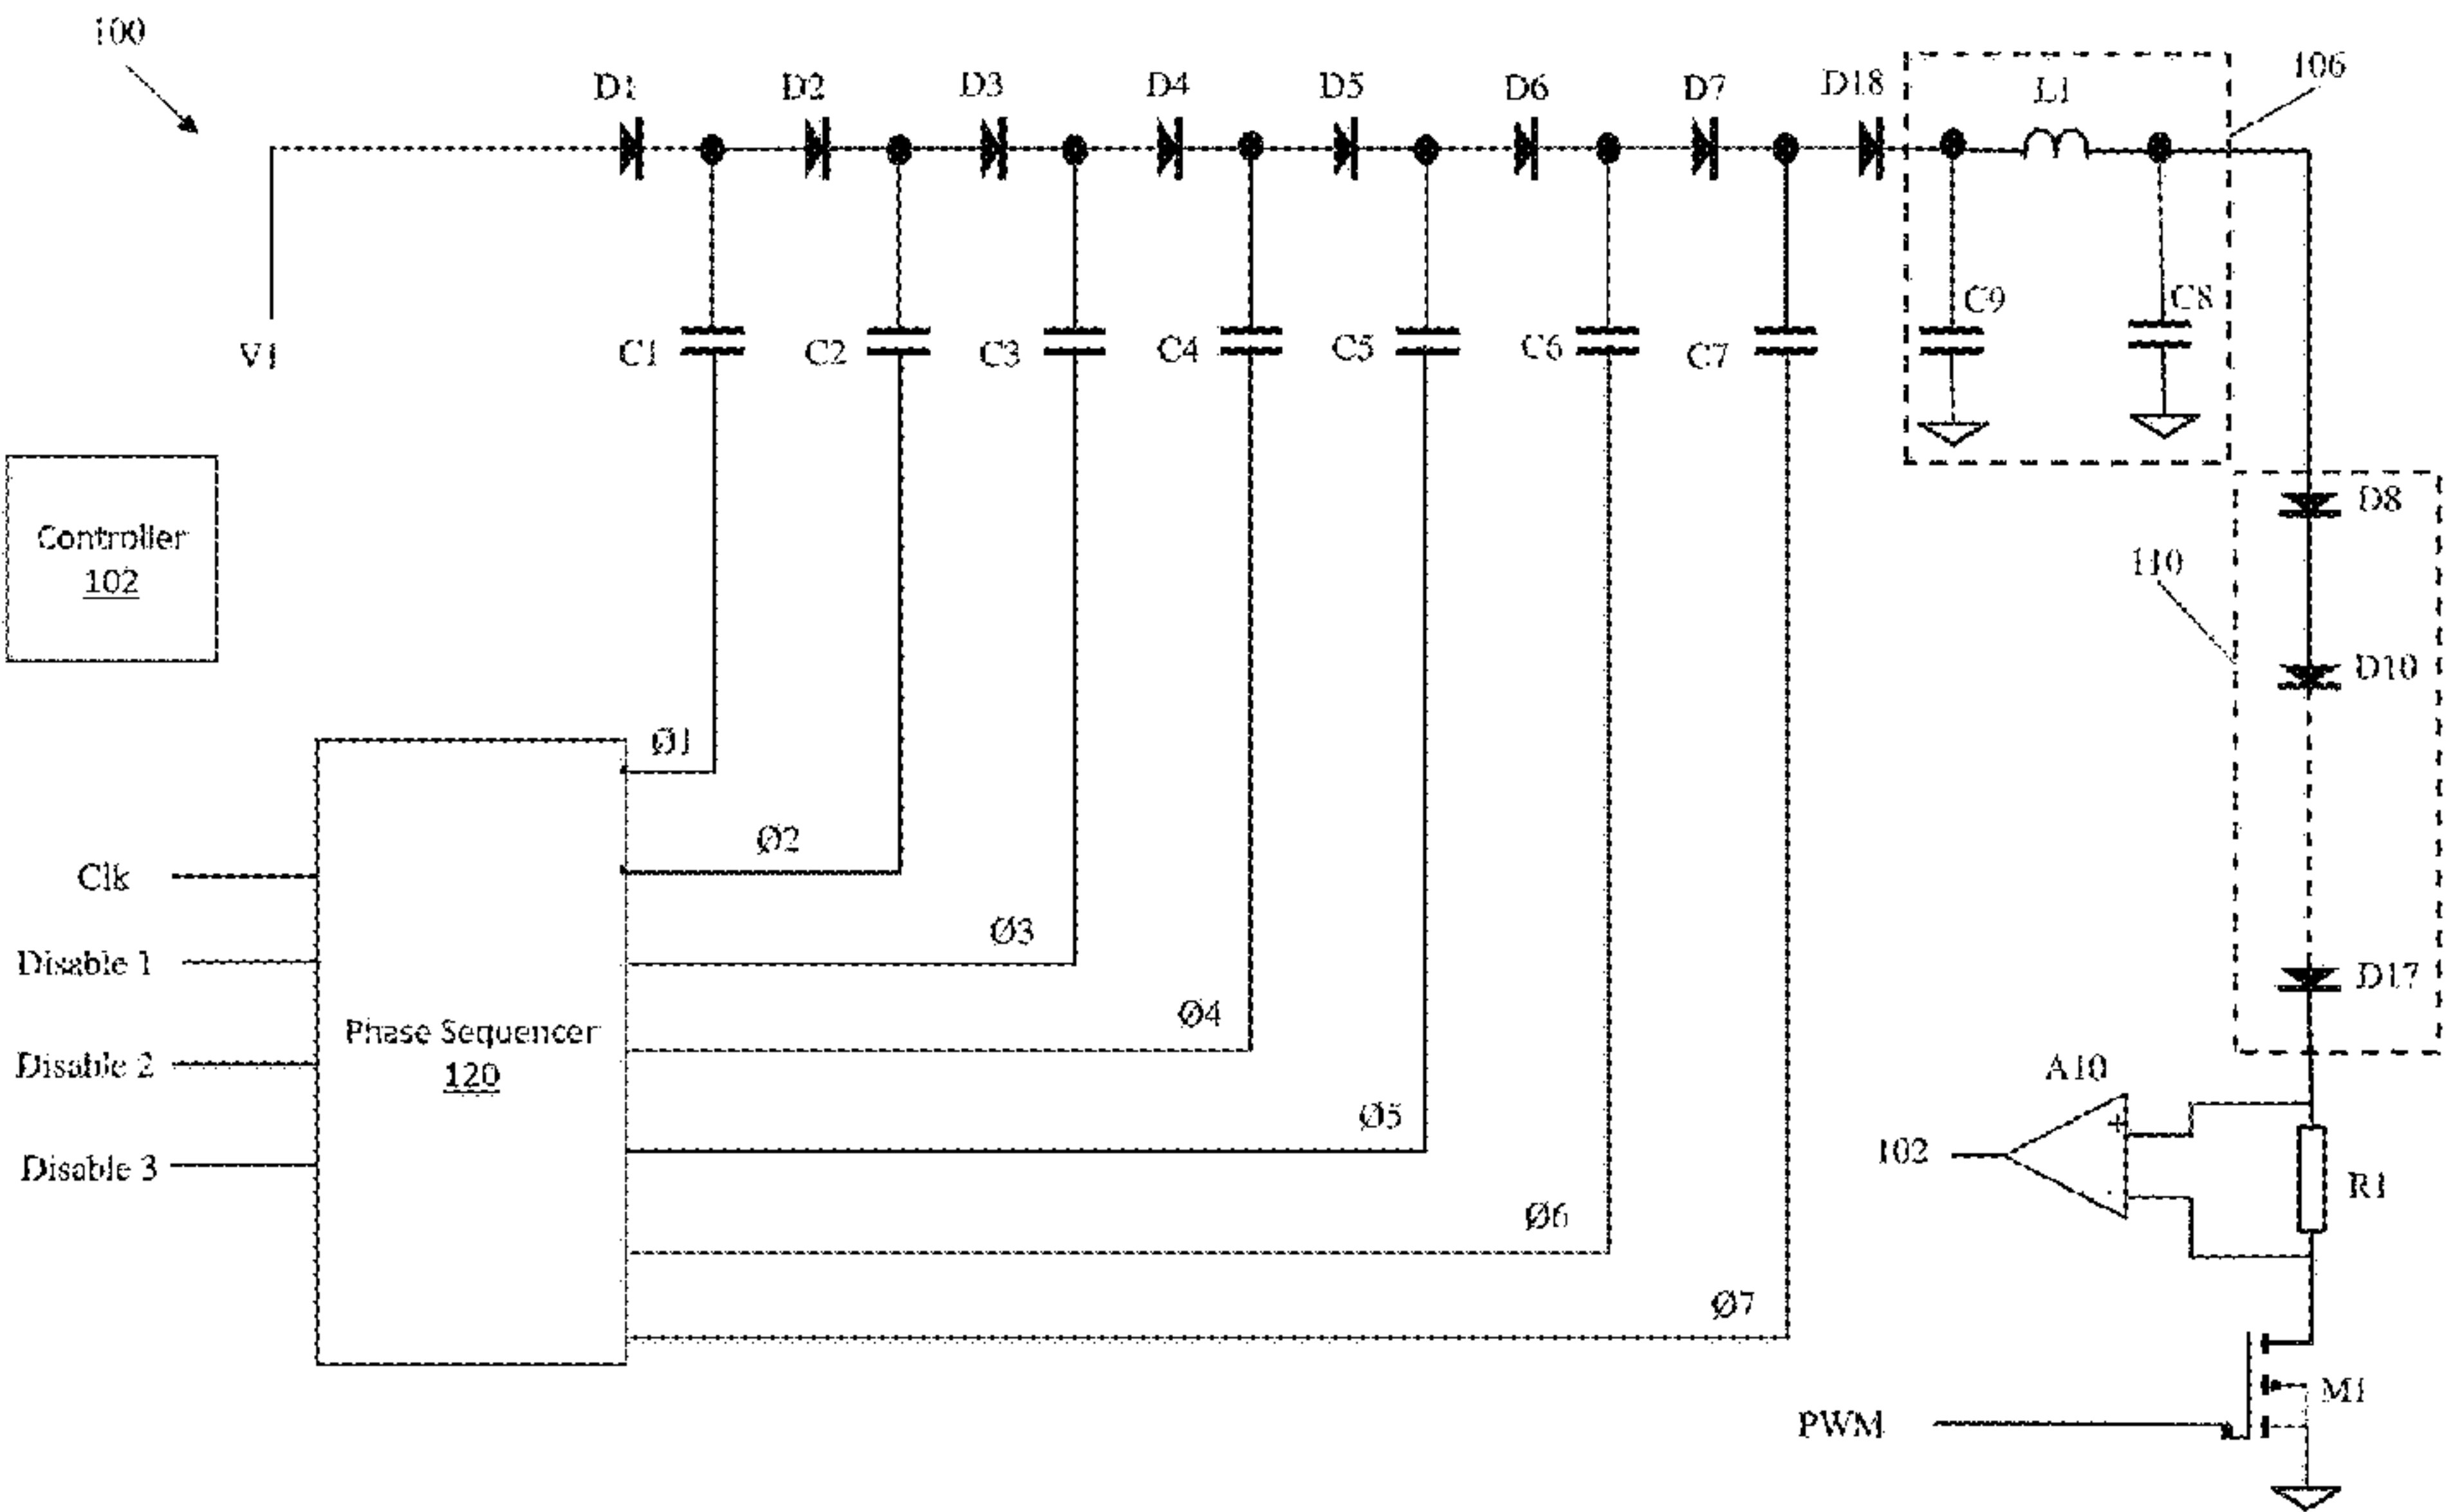 100
D1
D2
D3
D4
D5
D6
D7
D18
L1
106
V1
C1
C2
C3
C4
C5
C6
C7
C9
C8
Controller
102
D8
110
D10
Ø1
Ø2
Clk
Ø3
Disable 1
D17
Ø4
Phase Sequencer
120
Disable 2
A10
+
Ø5
102
-
Disable 3
R1
Ø6
Ø7
M1
PWM